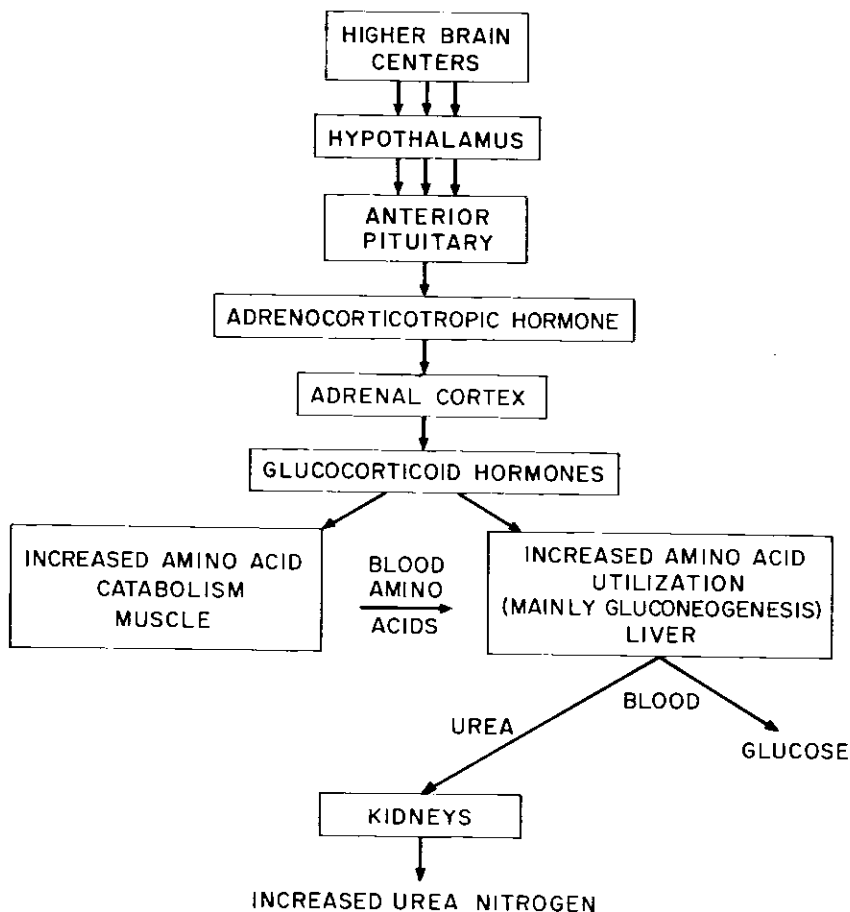 HIGHER BRAIN
CENTERS
HYPOTHALAMUS
ANTERIOR
PITUITARY
ADRENOCORTICOTROPIC HORMONE
ADRENAL CORTEX
GLUCOCORTICOID HORMONES
INCREASED AMINO ACID
CATABOLISM
MUSCLE
BLOOD
AMINO
ACIDS
INCREASED AMINO ACID
UTILIZATION
(MAINLY GLUCONEOGENESIS)
LIVER
UREA
BLOOD
GLUCOSE
KIDNEYS
INCREASED UREA NITROGEN